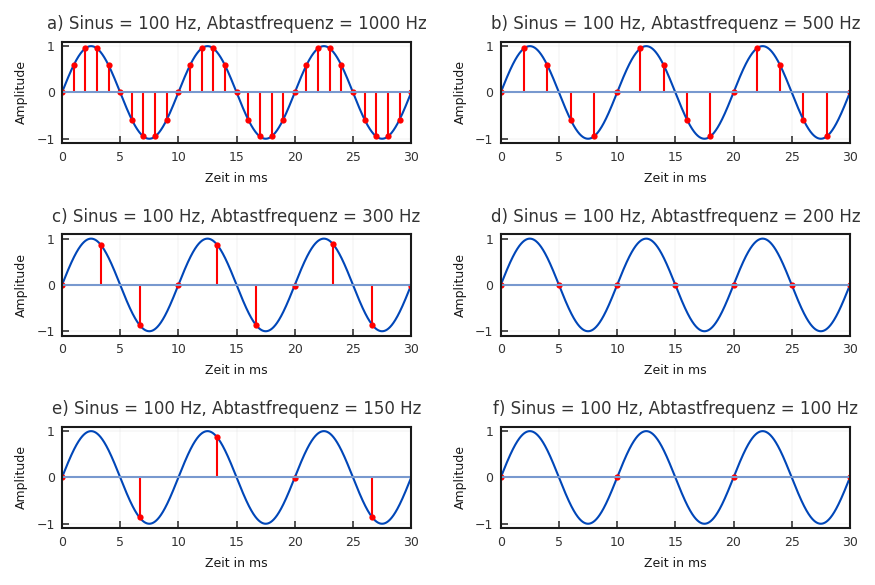 a) Sinus = 100 Hz, Abtastfrequenz = 1000 Hz
Amplitude
1
0
−1
0 5 10 15 20 25 30
Zeit in ms
b) Sinus = 100 Hz, Abtastfrequenz = 500 Hz
Amplitude
1
0
−1
0 5 10 15 20 25 30
Zeit in ms
c) Sinus = 100 Hz, Abtastfrequenz = 300 Hz
Amplitude
1
0
−1
0 5 10 15 20 25 30
Zeit in ms
d) Sinus = 100 Hz, Abtastfrequenz = 200 Hz
Amplitude
1
0
−1
0 5 10 15 20 25 30
Zeit in ms
e) Sinus = 100 Hz, Abtastfrequenz = 150 Hz
Amplitude
1
0
−1
0 5 10 15 20 25 30
Zeit in ms
f) Sinus = 100 Hz, Abtastfrequenz = 100 Hz
Amplitude
1
0
−1
0 5 10 15 20 25 30
Zeit in ms